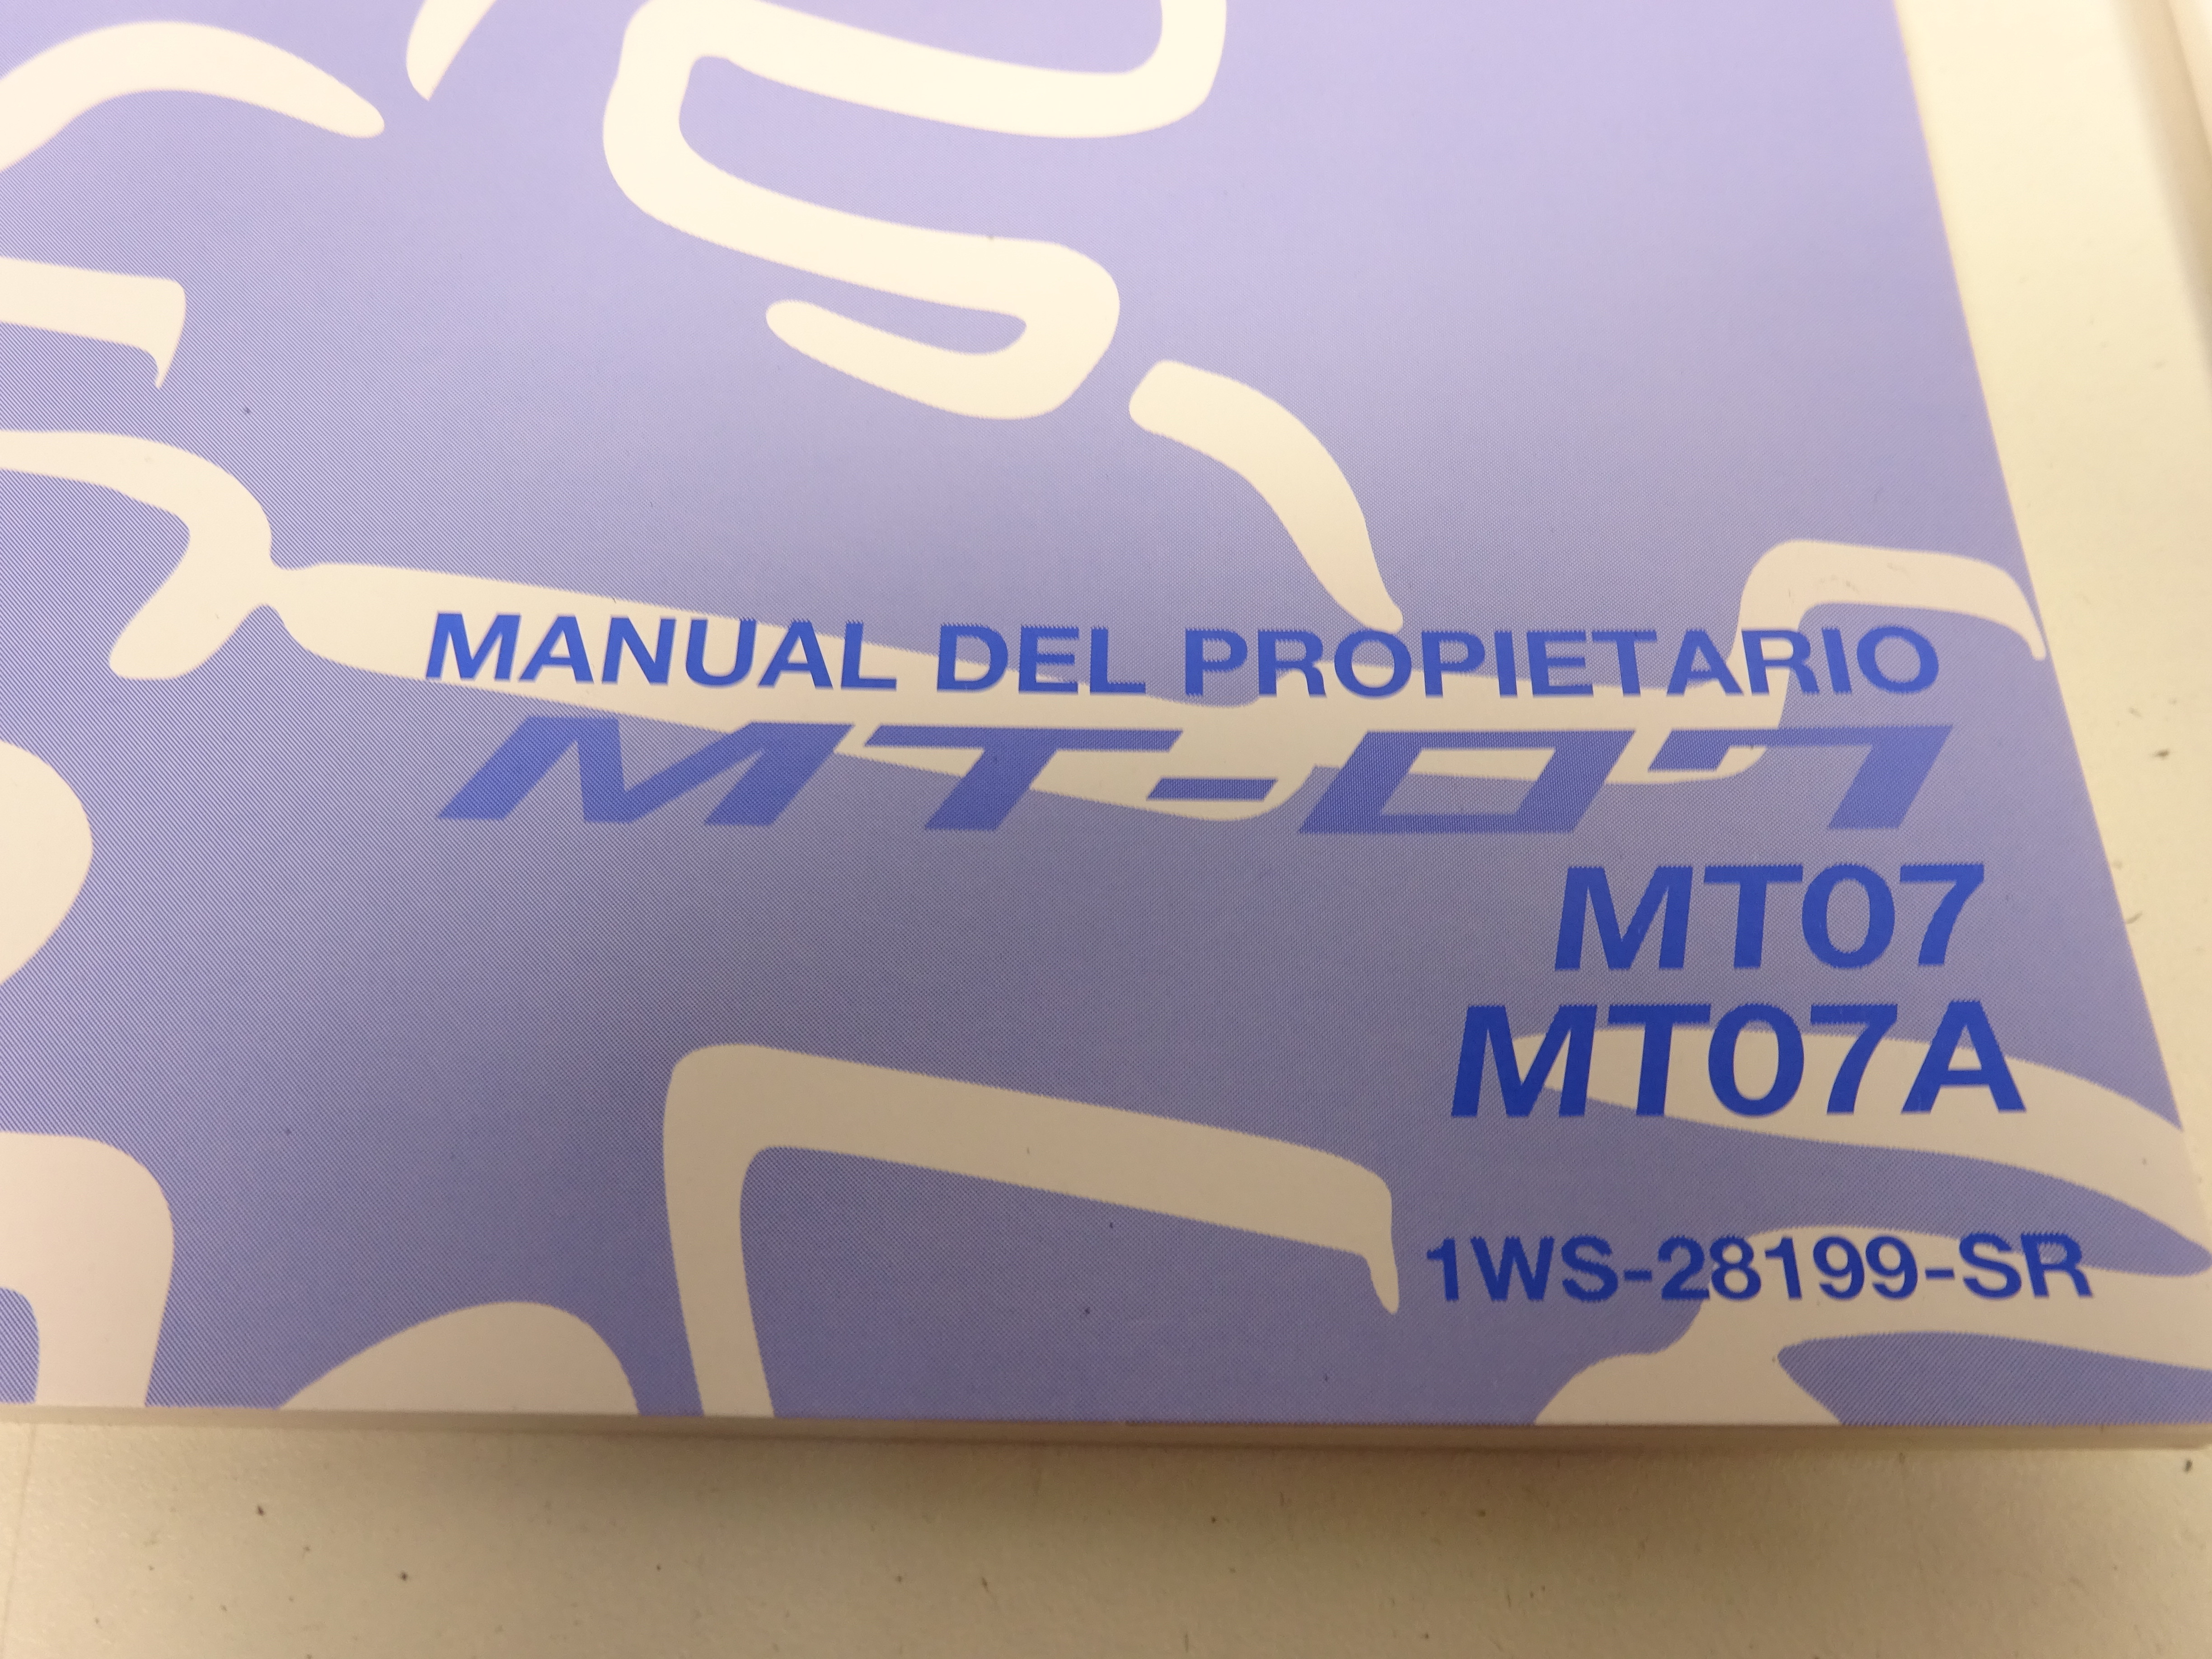 MANUAL DEL PROPIETARIO
MT-07
MT07
MT07A
1WS-28199-SR